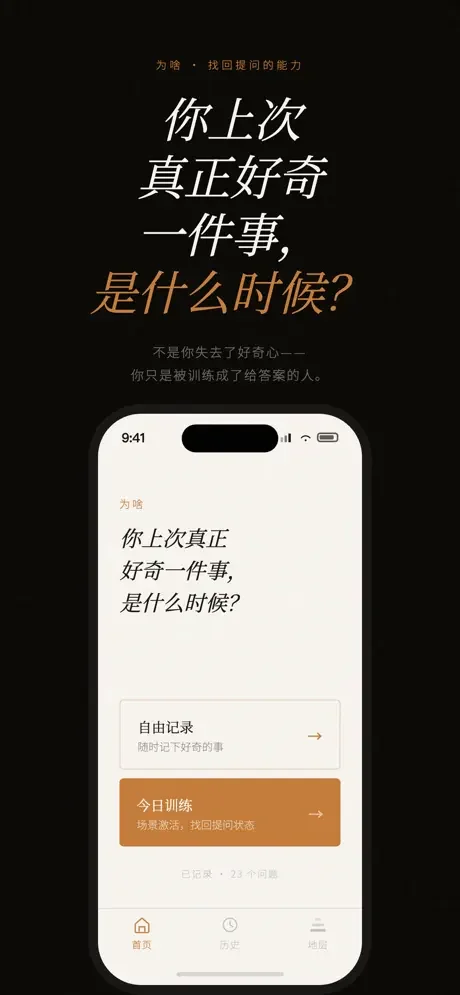 为啥 · 找回提问的能力
你上次
真正好奇
一件事,
是什么时候?
不是你失去了好奇心——
你只是被训练成了给答案的人。
9:41
为啥
你上次真正
好奇一件事,
是什么时候?
自由记录
随时记下好奇的事
→
今日训练
场景激活，找回提问状态
→
已记录 · 23 个问题
首页
历史
地层